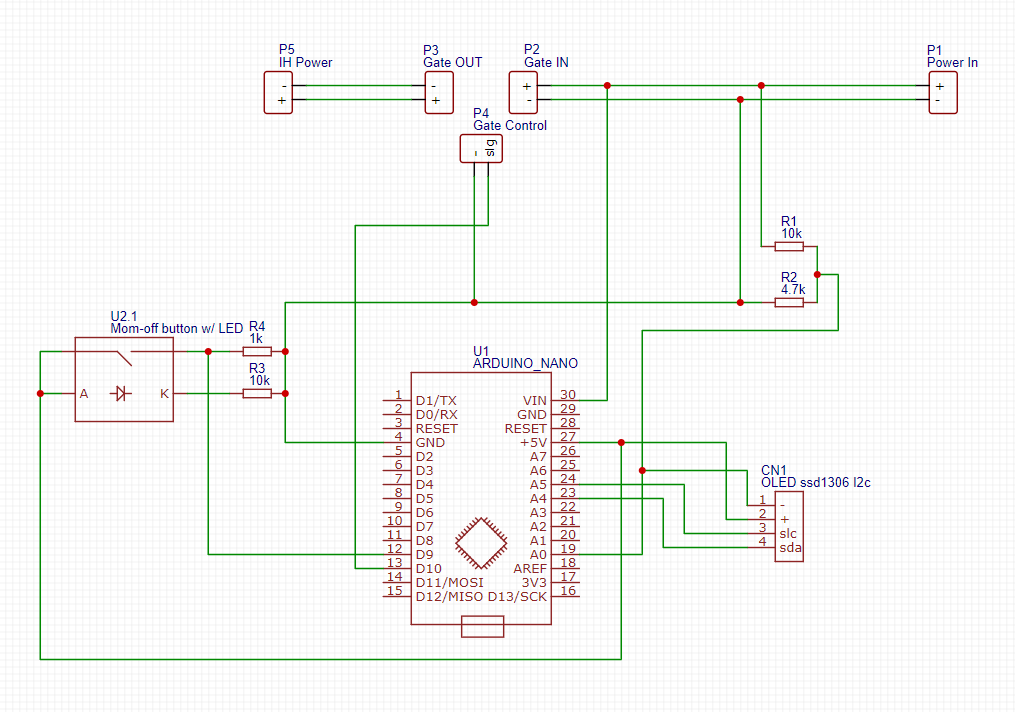 P5
IH Power
-
+
P3
Gate OUT
-
+
P2
Gate IN
+
-
P1
Power In
+
-
P4
Gate Control
-
sig
R1
10k
R2
4.7k
U2.1
Mom-off button w/ LED
A
K
R4
1k
R3
10k
U1
ARDUINO_NANO
1 D1/TX
2 D0/RX
3 RESET
4 GND
5 D2
6 D3
7 D4
8 D5
9 D6
10 D7
11 D8
12 D9
13 D10
14 D11/MOSI
15 D12/MISO
VIN 30
GND 29
RESET 28
+5V 27
A7 26
A6 25
A5 24
A4 23
A3 22
A2 21
A1 20
A0 19
AREF 18
3V3 17
D13/SCK 16
CN1
OLED ssd1306 I2c
1 -
2 +
3 slc
4 sda